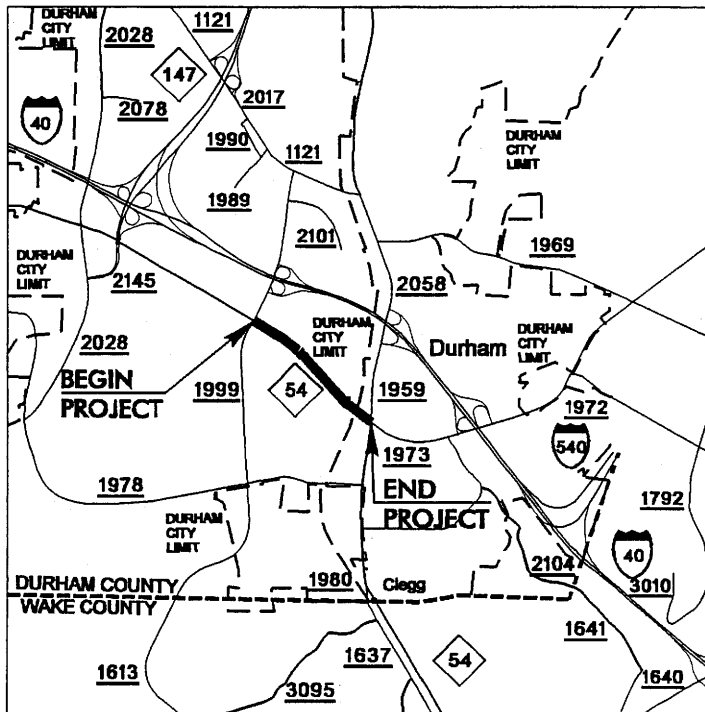 DURHAM
CITY
LIMIT
2028
1121
147
40
2078
2017
1990
DURHAM
CITY
LIMIT
1121
1989
2101
1969
DURHAM
CITY
LIMIT
2145
2058
DURHAM
CITY
LIMIT
Durham
DURHAM
CITY
LIMIT
2028
BEGIN
PROJECT
1999
54
1959
1972
540
1973
1978
END
PROJECT
1792
DURHAM
CITY
LIMIT
40
2104
DURHAM COUNTY
1980
Clegg
3010
WAKE COUNTY
1641
1637
54
1613
1640
3095